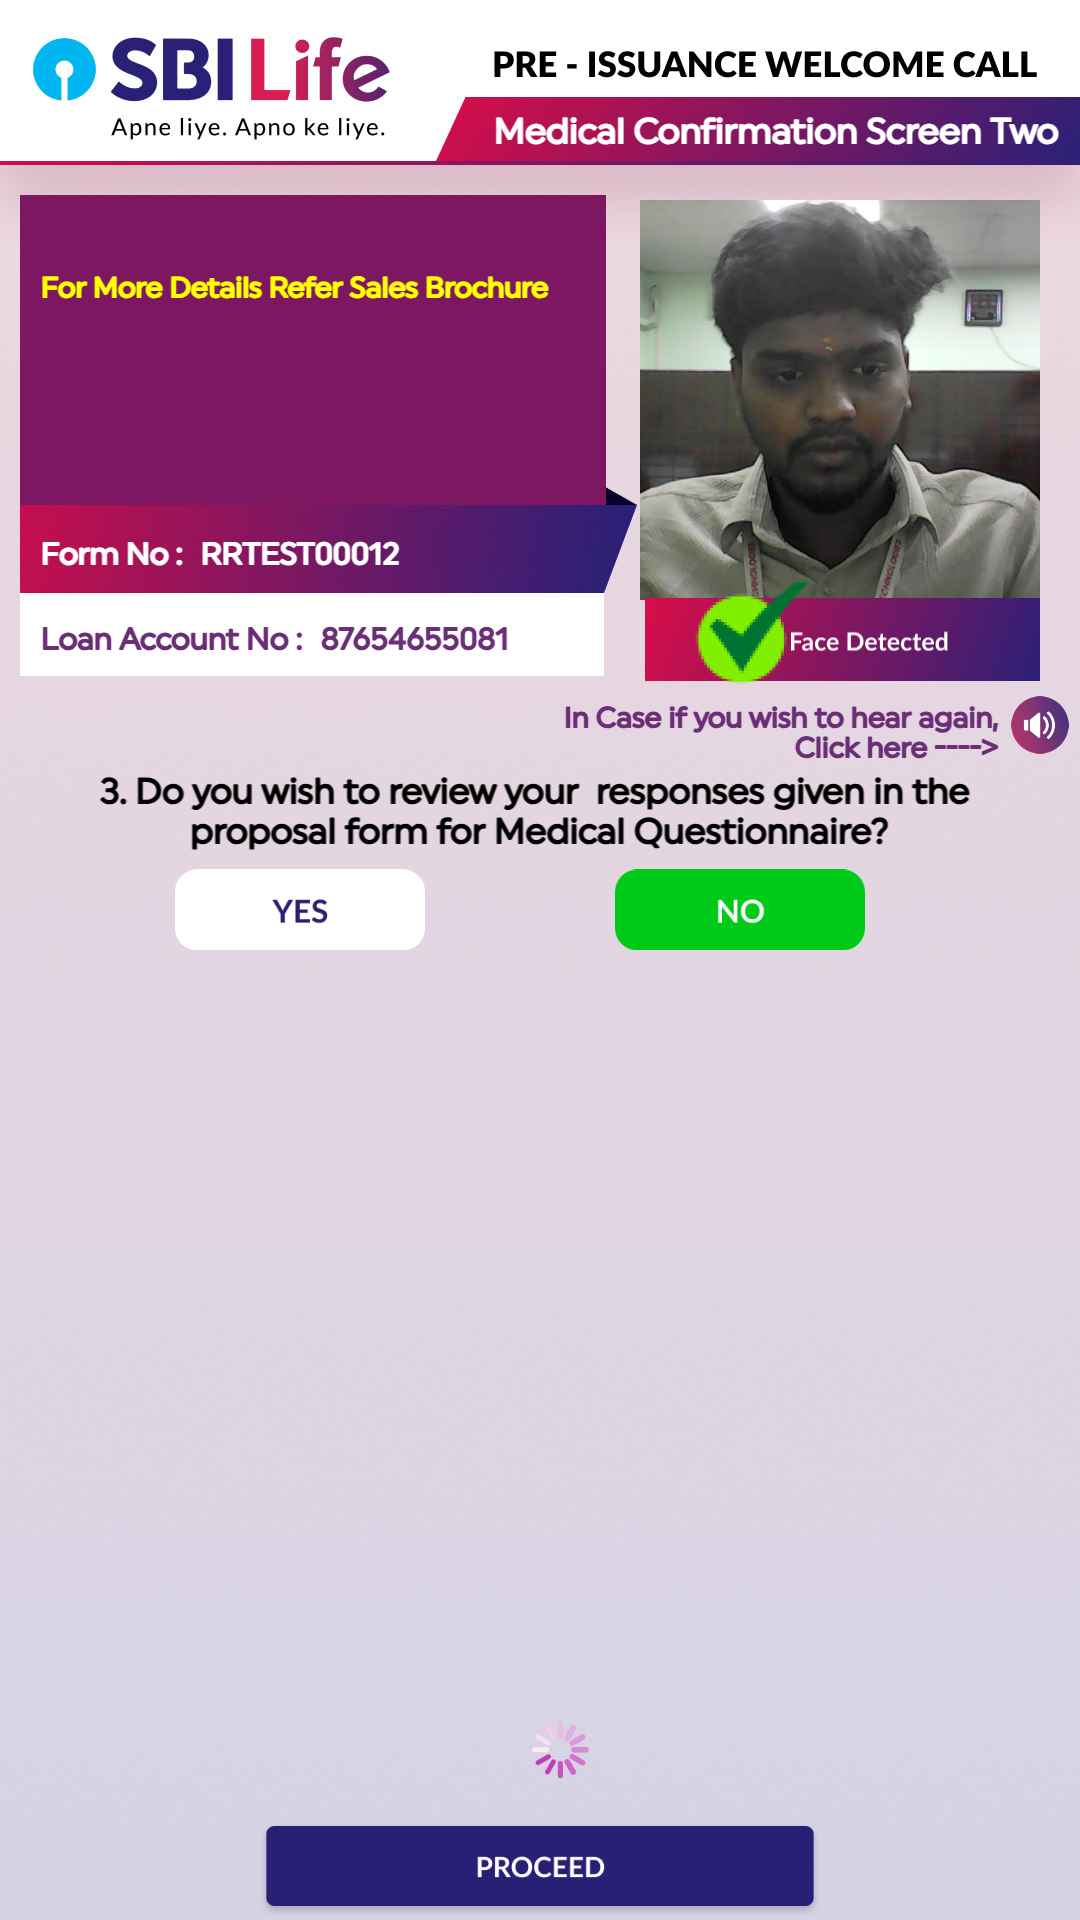 SBI Life
Apne liye. Apno ke liye.
PRE - ISSUANCE WELCOME CALL
Medical Confirmation Screen Two
For More Details Refer Sales Brochure
Form No : RRTEST00012
Loan Account No : 87654655081
Face Detected
In Case if you wish to hear again,
Click here ---->
3. Do you wish to review your responses given in the
proposal form for Medical Questionnaire?
YES
NO
PROCEED